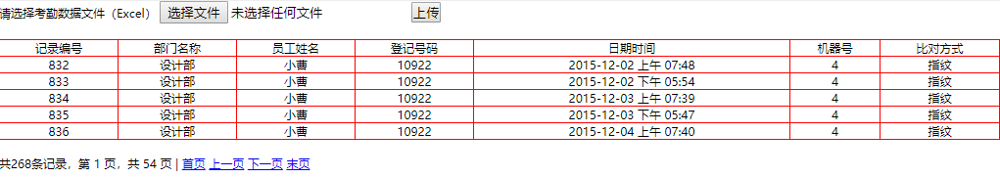 请选择考勤数据文件（Excel） 选择文件 未选择任何文件 上传
记录编号 部门名称 员工姓名 登记号码 日期时间 机器号 比对方式
832 设计部 小曹 10922 2015-12-02 上午 07:48 4 指纹
833 设计部 小曹 10922 2015-12-02 下午 05:54 4 指纹
834 设计部 小曹 10922 2015-12-03 上午 07:39 4 指纹
835 设计部 小曹 10922 2015-12-03 下午 05:47 4 指纹
836 设计部 小曹 10922 2015-12-04 上午 07:40 4 指纹
共268条记录，第 1 页，共 54 页 | 首页 上一页 下一页 末页